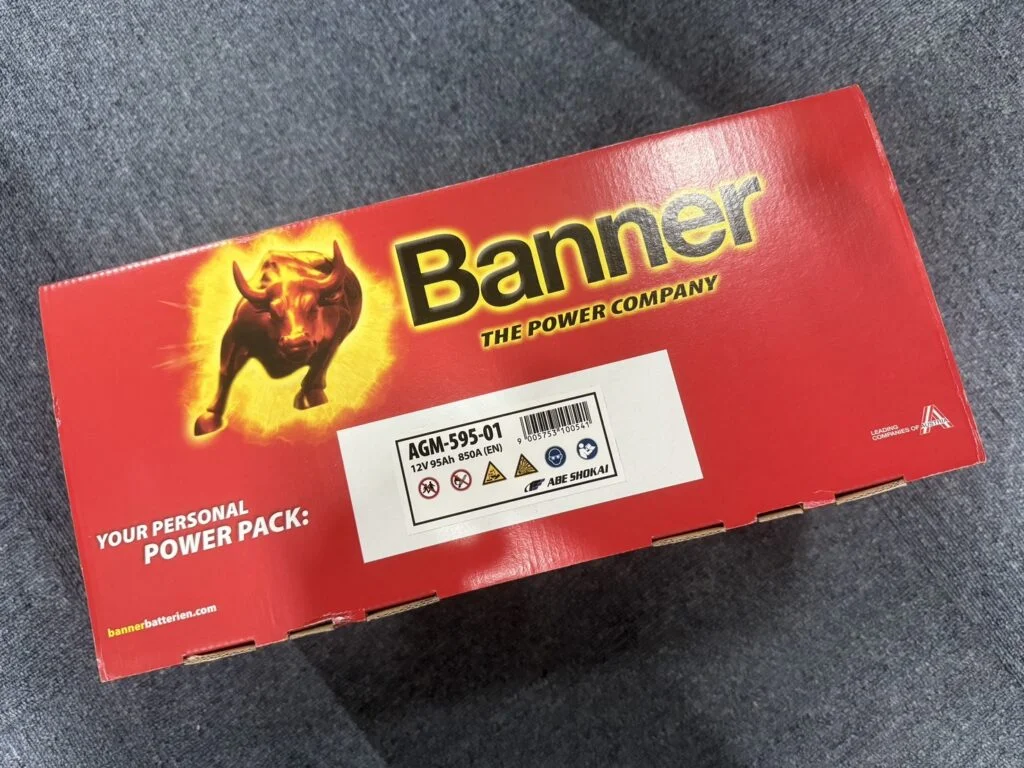 Banner
THE POWER COMPANY
AGM-595-01
12V 95Ah 850A (EN)
9 005753 100541
ABE SHOKAI
LEADING
COMPANIES OF AUSTRIA
YOUR PERSONAL
POWER PACK:
bannerbatterien.com